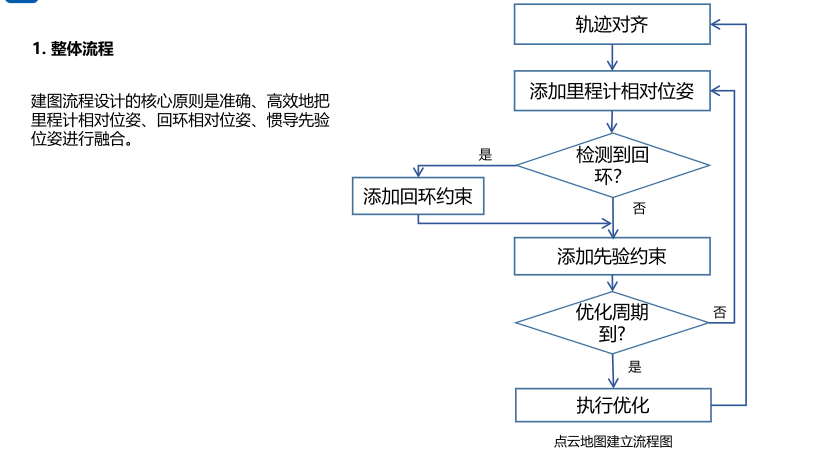 1. 整体流程
建图流程设计的核心原则是准确、高效地把
里程计相对位姿、回环相对位姿、惯导先验
位姿进行融合。
轨迹对齐
添加里程计相对位姿
检测到回
环?
是
添加回环约束
否
添加先验约束
优化周期
到?
否
是
执行优化
点云地图建立流程图